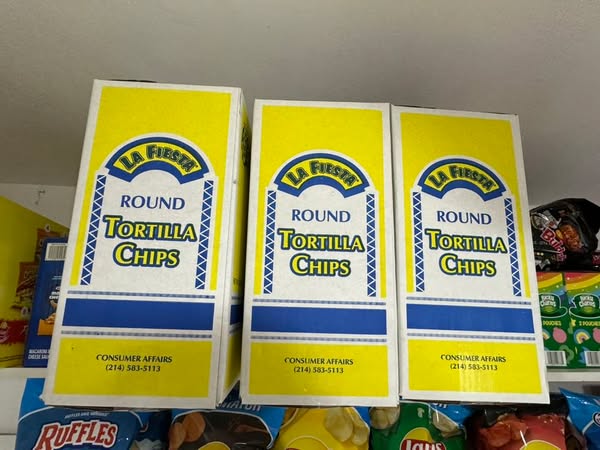 LA FIESTA
ROUND
TORTILLA
CHIPS
CONSUMER AFFAIRS
(214) 583-5113
LA FIESTA
ROUND
TORTILLA
CHIPS
CONSUMER AFFAIRS
(214) 583-5113
LA FIESTA
ROUND
TORTILLA
CHIPS
CONSUMER AFFAIRS
(214) 583-5113
RUFFLES
Lays